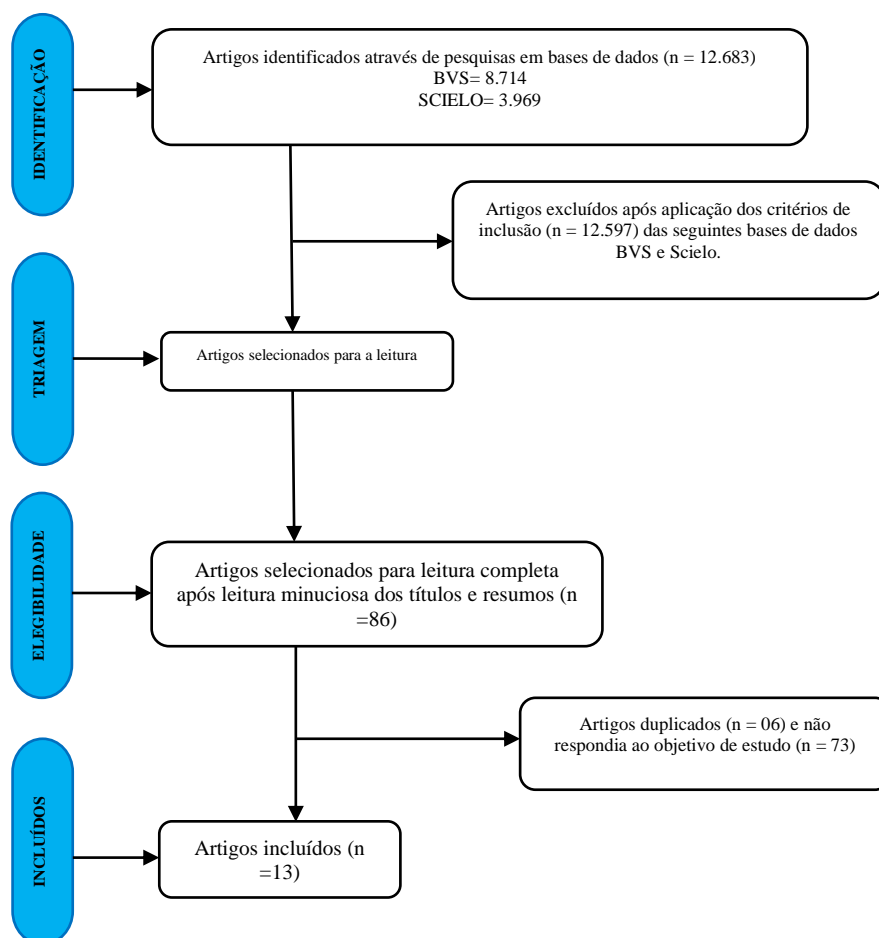 IDENTIFICAÇÃO
Artigos identificados através de pesquisas em bases de dados (n = 12.683)
BVS= 8.714
SCIELO= 3.969
Artigos excluídos após aplicação dos critérios de
inclusão (n = 12.597) das seguintes bases de dados
BVS e Scielo.
TRIAGEM
Artigos selecionados para a leitura
ELEGIBILIDADE
Artigos selecionados para leitura completa
após leitura minuciosa dos títulos e resumos (n
=86)
Artigos duplicados (n = 06) e não
respondia ao objetivo de estudo (n = 73)
INCLUÍDOS
Artigos incluídos (n
=13)